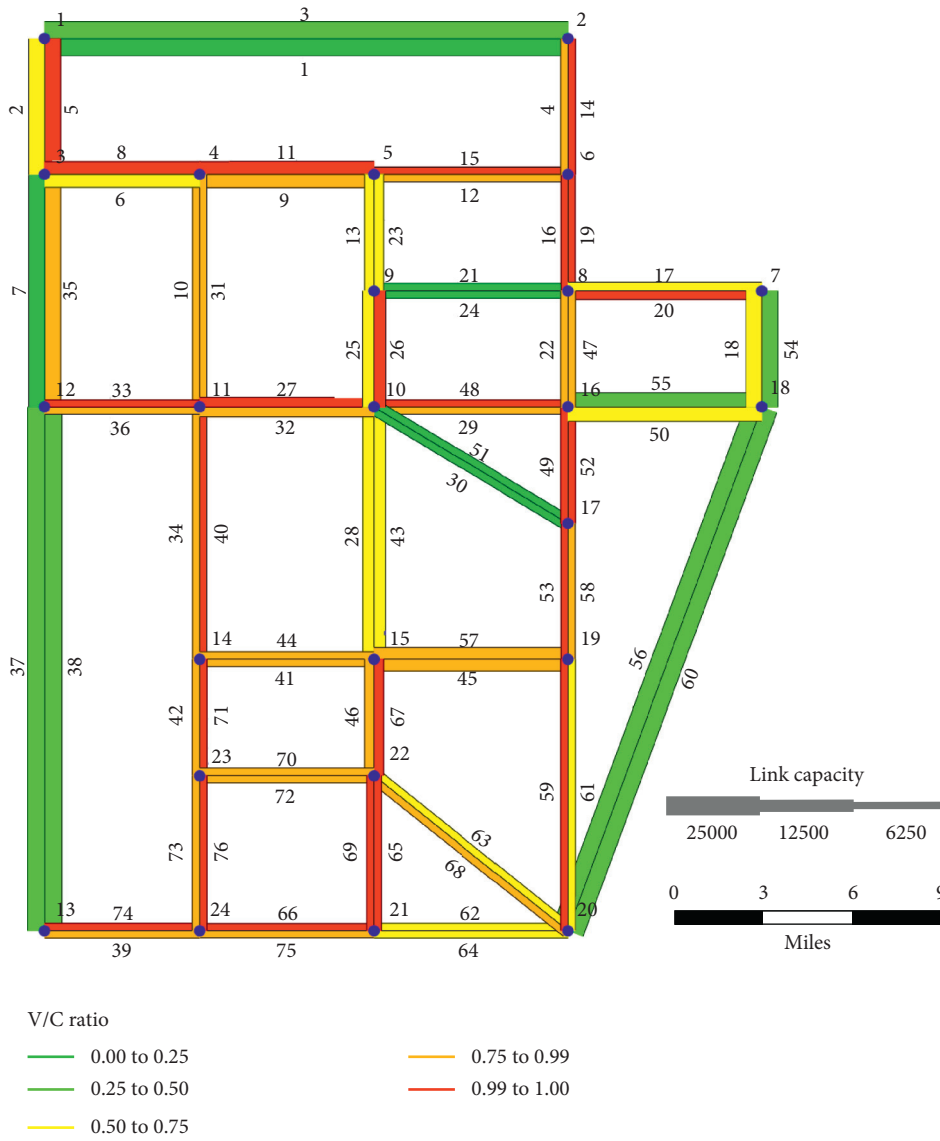 1 3 2
1
2 5 4 14
3 8 4 11 5 15 6
6 9 12
13 23 16 19
7 35 10 31 9 21 8 17 7
24 20
25 26 22 47 18 54
12 33 11 27 10 48 16 55 18
36 32 29 50
51
30
49 52
17
34 40 28 43
53 58
14 44 15 57 19
41 45
37 38 56 60
42 71 46 67
23 70 22
72
59 61
63
68
73 76 69 65
13 74 24 66 21 62 20
39 75 64
Link capacity
25000 12500 6250
0 3 6 9
Miles
V/C ratio
0.00 to 0.25
0.25 to 0.50
0.50 to 0.75
0.75 to 0.99
0.99 to 1.00